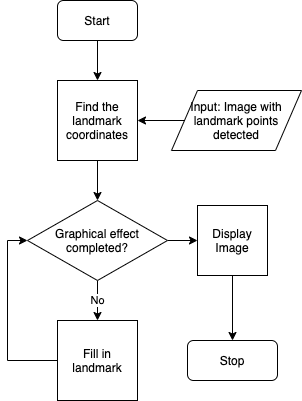 Start
Find the
landmark
coordinates
Input: Image with
landmark points
detected
Graphical effect
completed?
Display
Image
No
Fill in
landmark
Stop